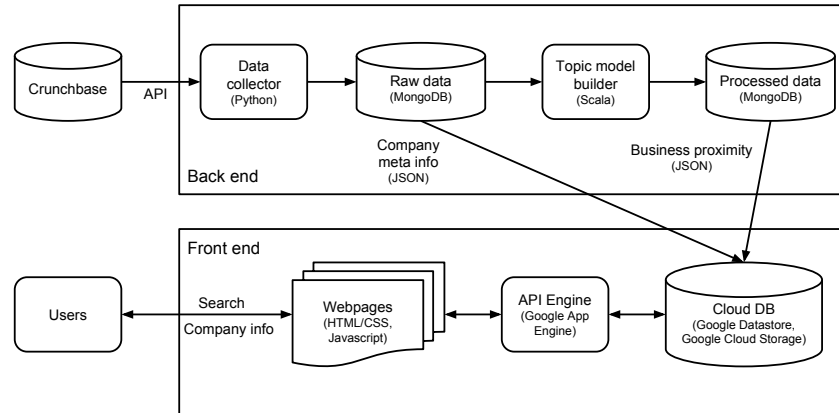 Crunchbase
API
Data
collector
(Python)
Raw data
(MongoDB)
Topic model
builder
(Scala)
Processed data
(MongoDB)
Company
meta info
(JSON)
Business proximity
(JSON)
Back end
Front end
Users
Search
Company info
Webpages
(HTML/CSS,
Javascript)
API Engine
(Google App
Engine)
Cloud DB
(Google Datastore,
Google Cloud Storage)